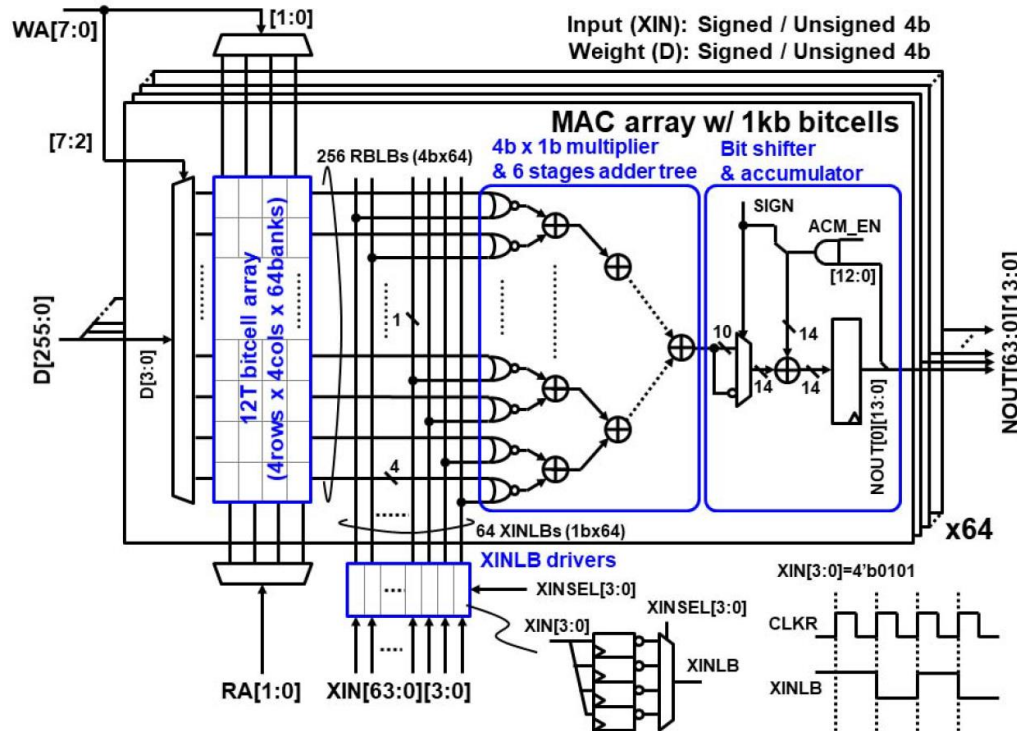 WA[7:0]
[1:0]
Input (XIN): Signed / Unsigned 4b
Weight (D): Signed / Unsigned 4b
MAC array w/ 1kb bitcells
[7:2]
256 RBLBs (4bx64)
4b x 1b multiplier
& 6 stages adder tree
Bit shifter
& accumulator
SIGN
ACM_EN
[12:0]
12T bitcell array
(4rows x 4cols x 64banks)
1
10
14
14
14
D[255:0]
D[3:0]
NOUT[0][13:0]
NOUT[63:0][13:0]
4
64 XINLBs (1bx64)
x64
XINLB drivers
XINSEL[3:0]
XIN[3:0]
XINSEL[3:0]
XINLB
XIN[3:0]=4'b0101
CLKR
XINLB
RA[1:0]
XIN[63:0][3:0]